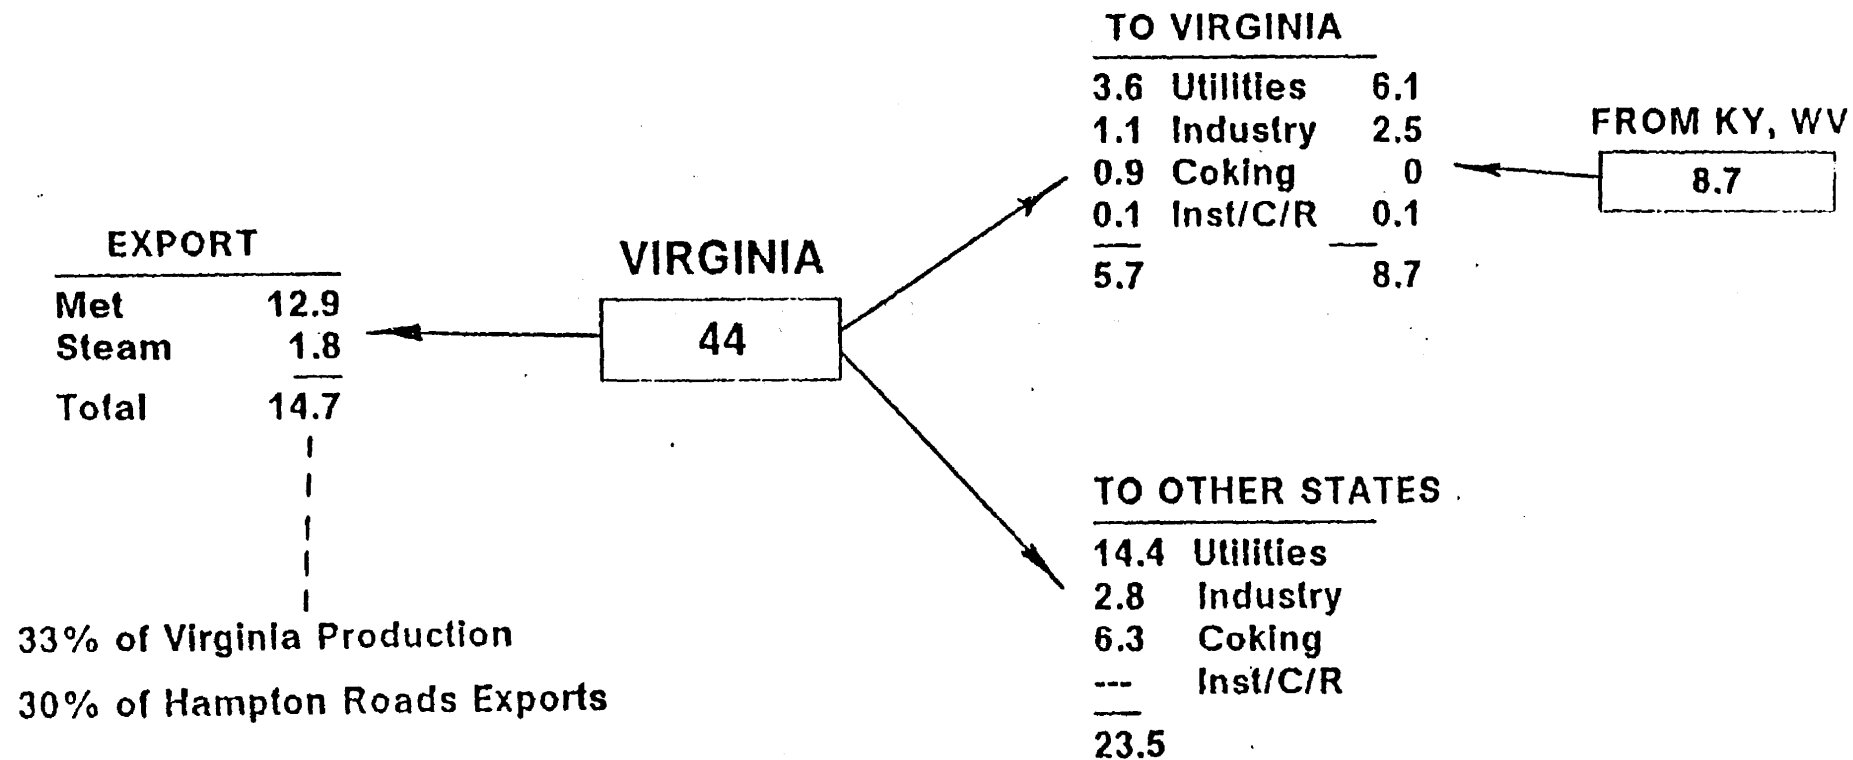 TO VIRGINIA
3.6 Utilities 6.1
1.1 Industry 2.5
0.9 Coking 0
0.1 Inst/C/R 0.1
5.7 8.7
FROM KY, WV
8.7
EXPORT
Met 12.9
Steam 1.8
Total 14.7
VIRGINIA
44
33% of Virginia Production
30% of Hampton Roads Exports
TO OTHER STATES
14.4 Utilities
2.8 Industry
6.3 Coking
--- Inst/C/R
23.5